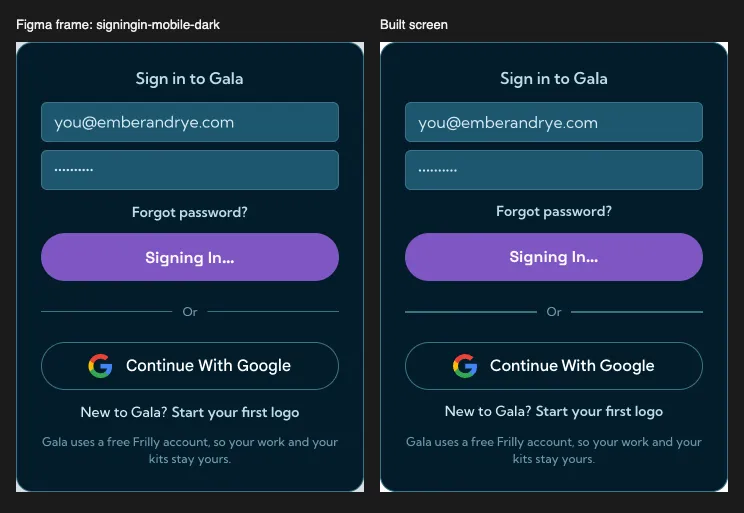 Figma frame: signingin-mobile-dark
Sign in to Gala
you@emberandrye.com
••••••••••
Forgot password?
Signing In...
Or
Continue With Google
New to Gala? Start your first logo
Gala uses a free Frilly account, so your work and your
kits stay yours.
Built screen
Sign in to Gala
you@emberandrye.com
••••••••••
Forgot password?
Signing In...
Or
Continue With Google
New to Gala? Start your first logo
Gala uses a free Frilly account, so your work and your
kits stay yours.